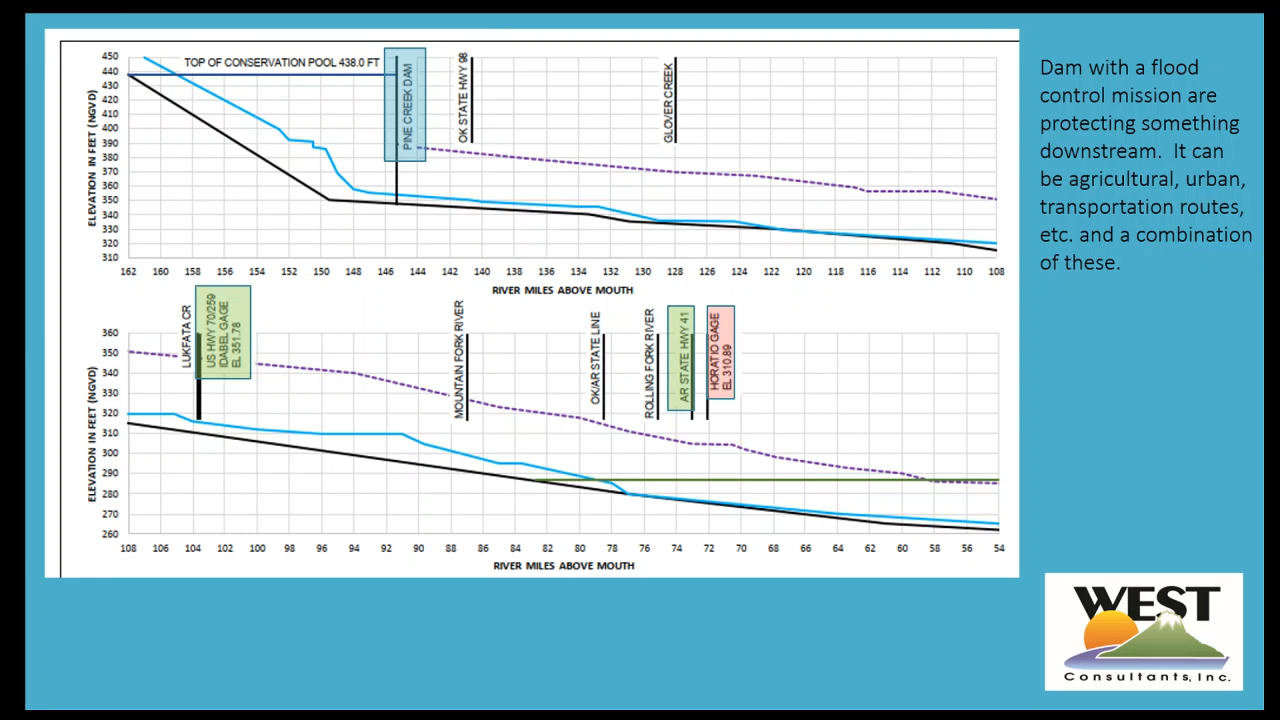 TOP OF CONSERVATION POOL 438.0 FT
PINE CREEK DAM
OK STATE HWY 98
GLOVER CREEK
ELEVATION IN FEET (NGVD)
450
440
430
420
410
400
390
380
370
360
350
340
330
320
310
162 160 158 156 154 152 150 148 146 144 142 140 138 136 134 132 130 128 126 124 122 120 118 116 114 112 110 108
RIVER MILES ABOVE MOUTH
LUKFATA CR
US HWY 70/259
IDABEL GAGE
EL 351.78
MOUNTAIN FORK RIVER
OK/AR STATE LINE
ROLLING FORK RIVER
AR STATE HWY 41
HORATIO GAGE
EL 310.89
ELEVATION IN FEET (NGVD)
360
350
340
330
320
310
300
290
280
270
260
108 106 104 102 100 98 96 94 92 90 88 86 84 82 80 78 76 74 72 70 68 66 64 62 60 58 56 54
RIVER MILES ABOVE MOUTH
Dam with a flood
control mission are
protecting something
downstream. It can
be agricultural, urban,
transportation routes,
etc. and a combination
of these.
WEST
Consultants, Inc.